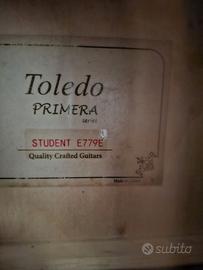 Toledo
PRIMERA
series
STUDENT E779E
Quality Crafted Guitars
subito